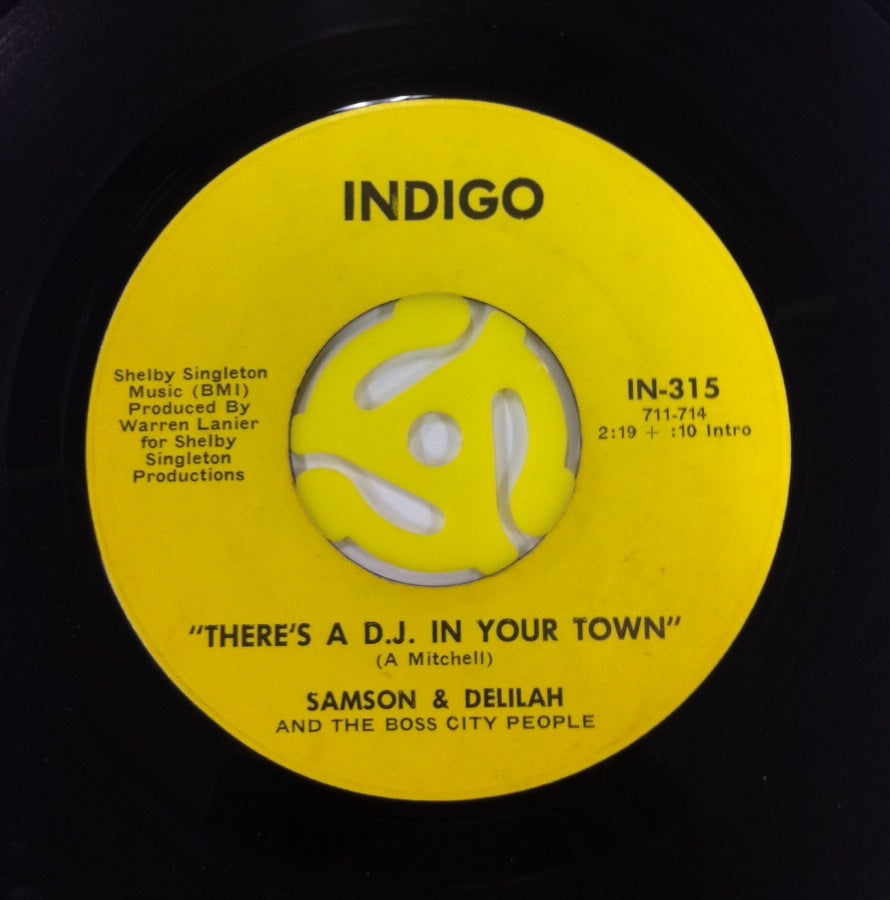 INDIGO
Shelby Singleton
Music (BMI)
Produced By
Warren Lanier
for Shelby
Singleton
Productions
IN-315
711-714
2:19 + :10 Intro
"THERE'S A D.J. IN YOUR TOWN"
(A Mitchell)
SAMSON & DELILAH
AND THE BOSS CITY PEOPLE